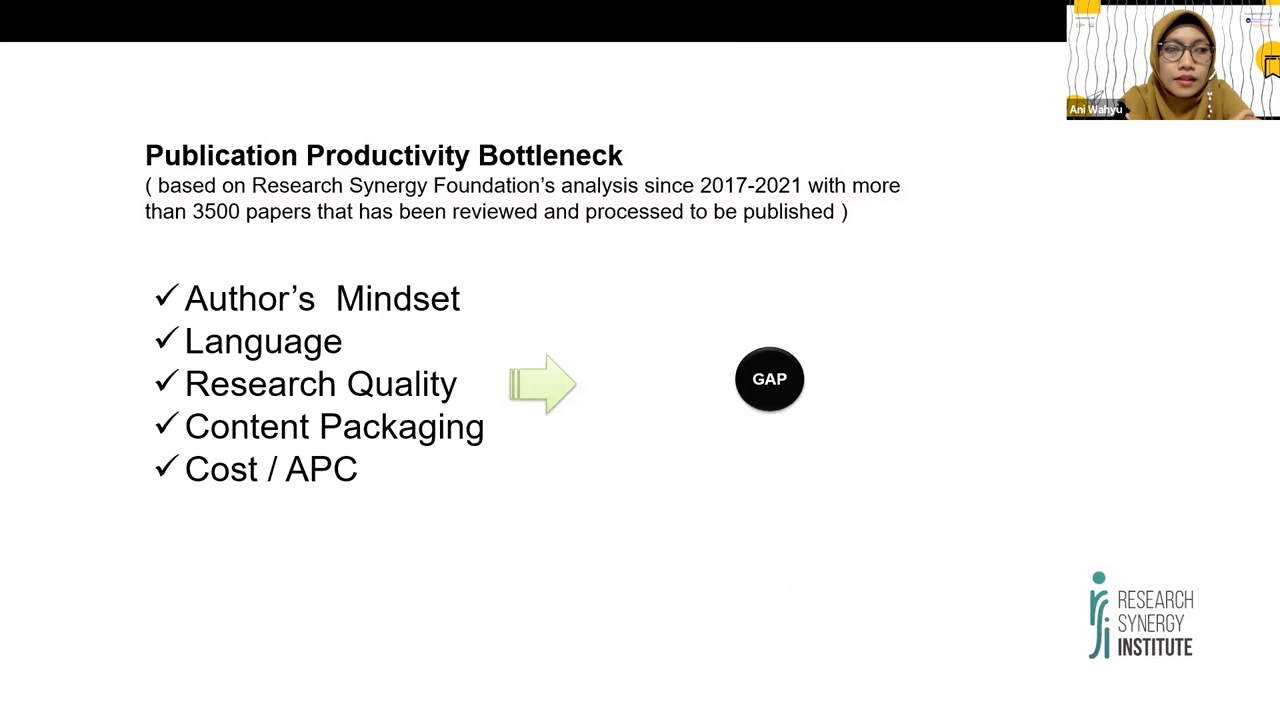 Publication Productivity Bottleneck
( based on Research Synergy Foundation’s analysis since 2017-2021 with more
than 3500 papers that has been reviewed and processed to be published )
✓ Author’s Mindset
✓ Language
✓ Research Quality
✓ Content Packaging
✓ Cost / APC
GAP
Ani Wahyu
RESEARCH
SYNERGY
INSTITUTE